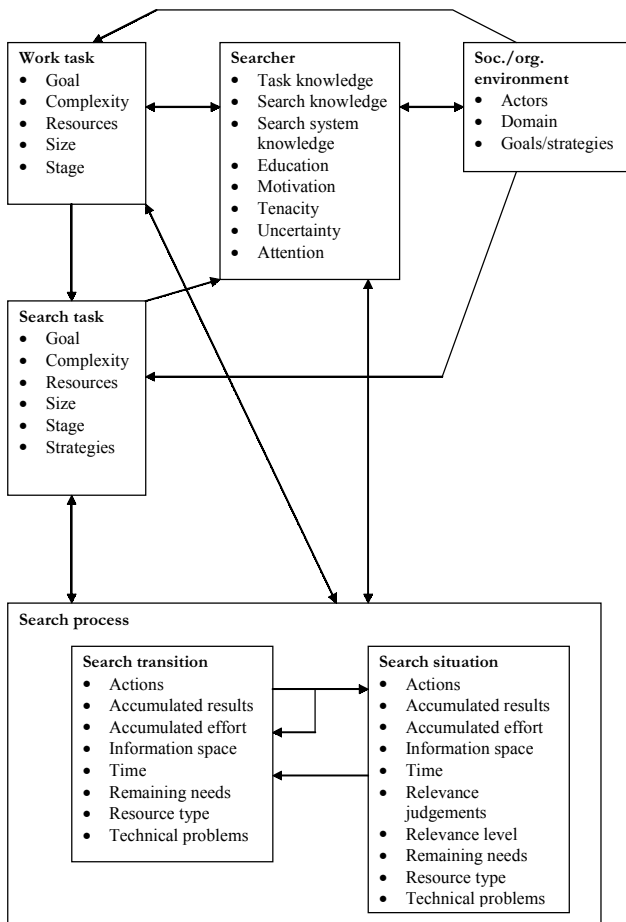 Work task
• Goal
• Complexity
• Resources
• Size
• Stage
Searcher
• Task knowledge
• Search knowledge
• Search system
knowledge
• Education
• Motivation
• Tenacity
• Uncertainty
• Attention
Soc./org.
environment
• Actors
• Domain
• Goals/strategies
Search task
• Goal
• Complexity
• Resources
• Size
• Stage
• Strategies
Search process
Search transition
• Actions
• Accumulated results
• Accumulated effort
• Information space
• Time
• Remaining needs
• Resource type
• Technical problems
Search situation
• Actions
• Accumulated results
• Accumulated effort
• Information space
• Time
• Relevance
judgements
• Relevance level
• Remaining needs
• Resource type
• Technical problems